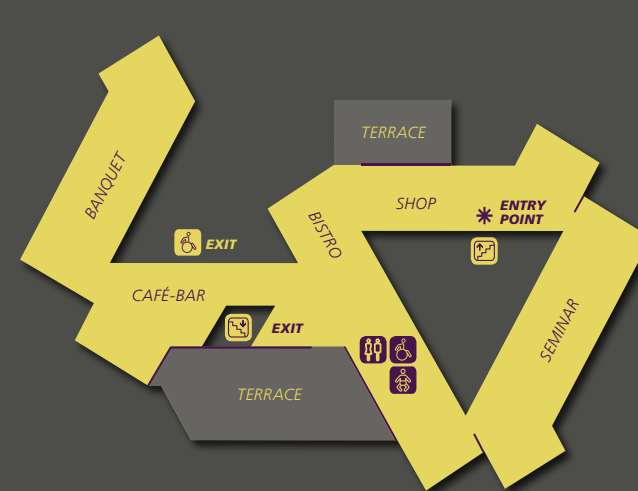 TERRACE
BANQUET
SHOP
ENTRY
POINT
BISTRO
EXIT
CAFÉ-BAR
EXIT
SEMINAR
TERRACE